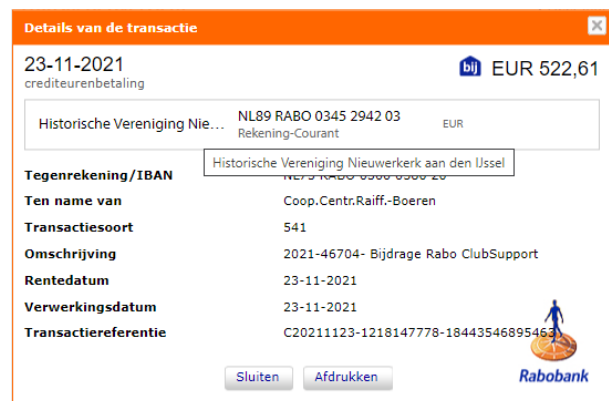 Details van de transactie
23-11-2021
crediteurenbetaling
bij EUR 522,61
Historische Vereniging Nie... NL89 RABO 0345 2942 03 EUR
Rekening-Courant
Historische Vereniging Nieuwerkerk aan den IJssel
Tegenrekening/IBAN
Ten name van Coop.Centr.Raiff.-Boeren
Transactiesoort 541
Omschrijving 2021-46704- Bijdrage Rabo ClubSupport
Rentedatum 23-11-2021
Verwerkingsdatum 23-11-2021
Transactiereferentie C20211123-1218147778-18443546895463
Sluiten Afdrukken
Rabobank